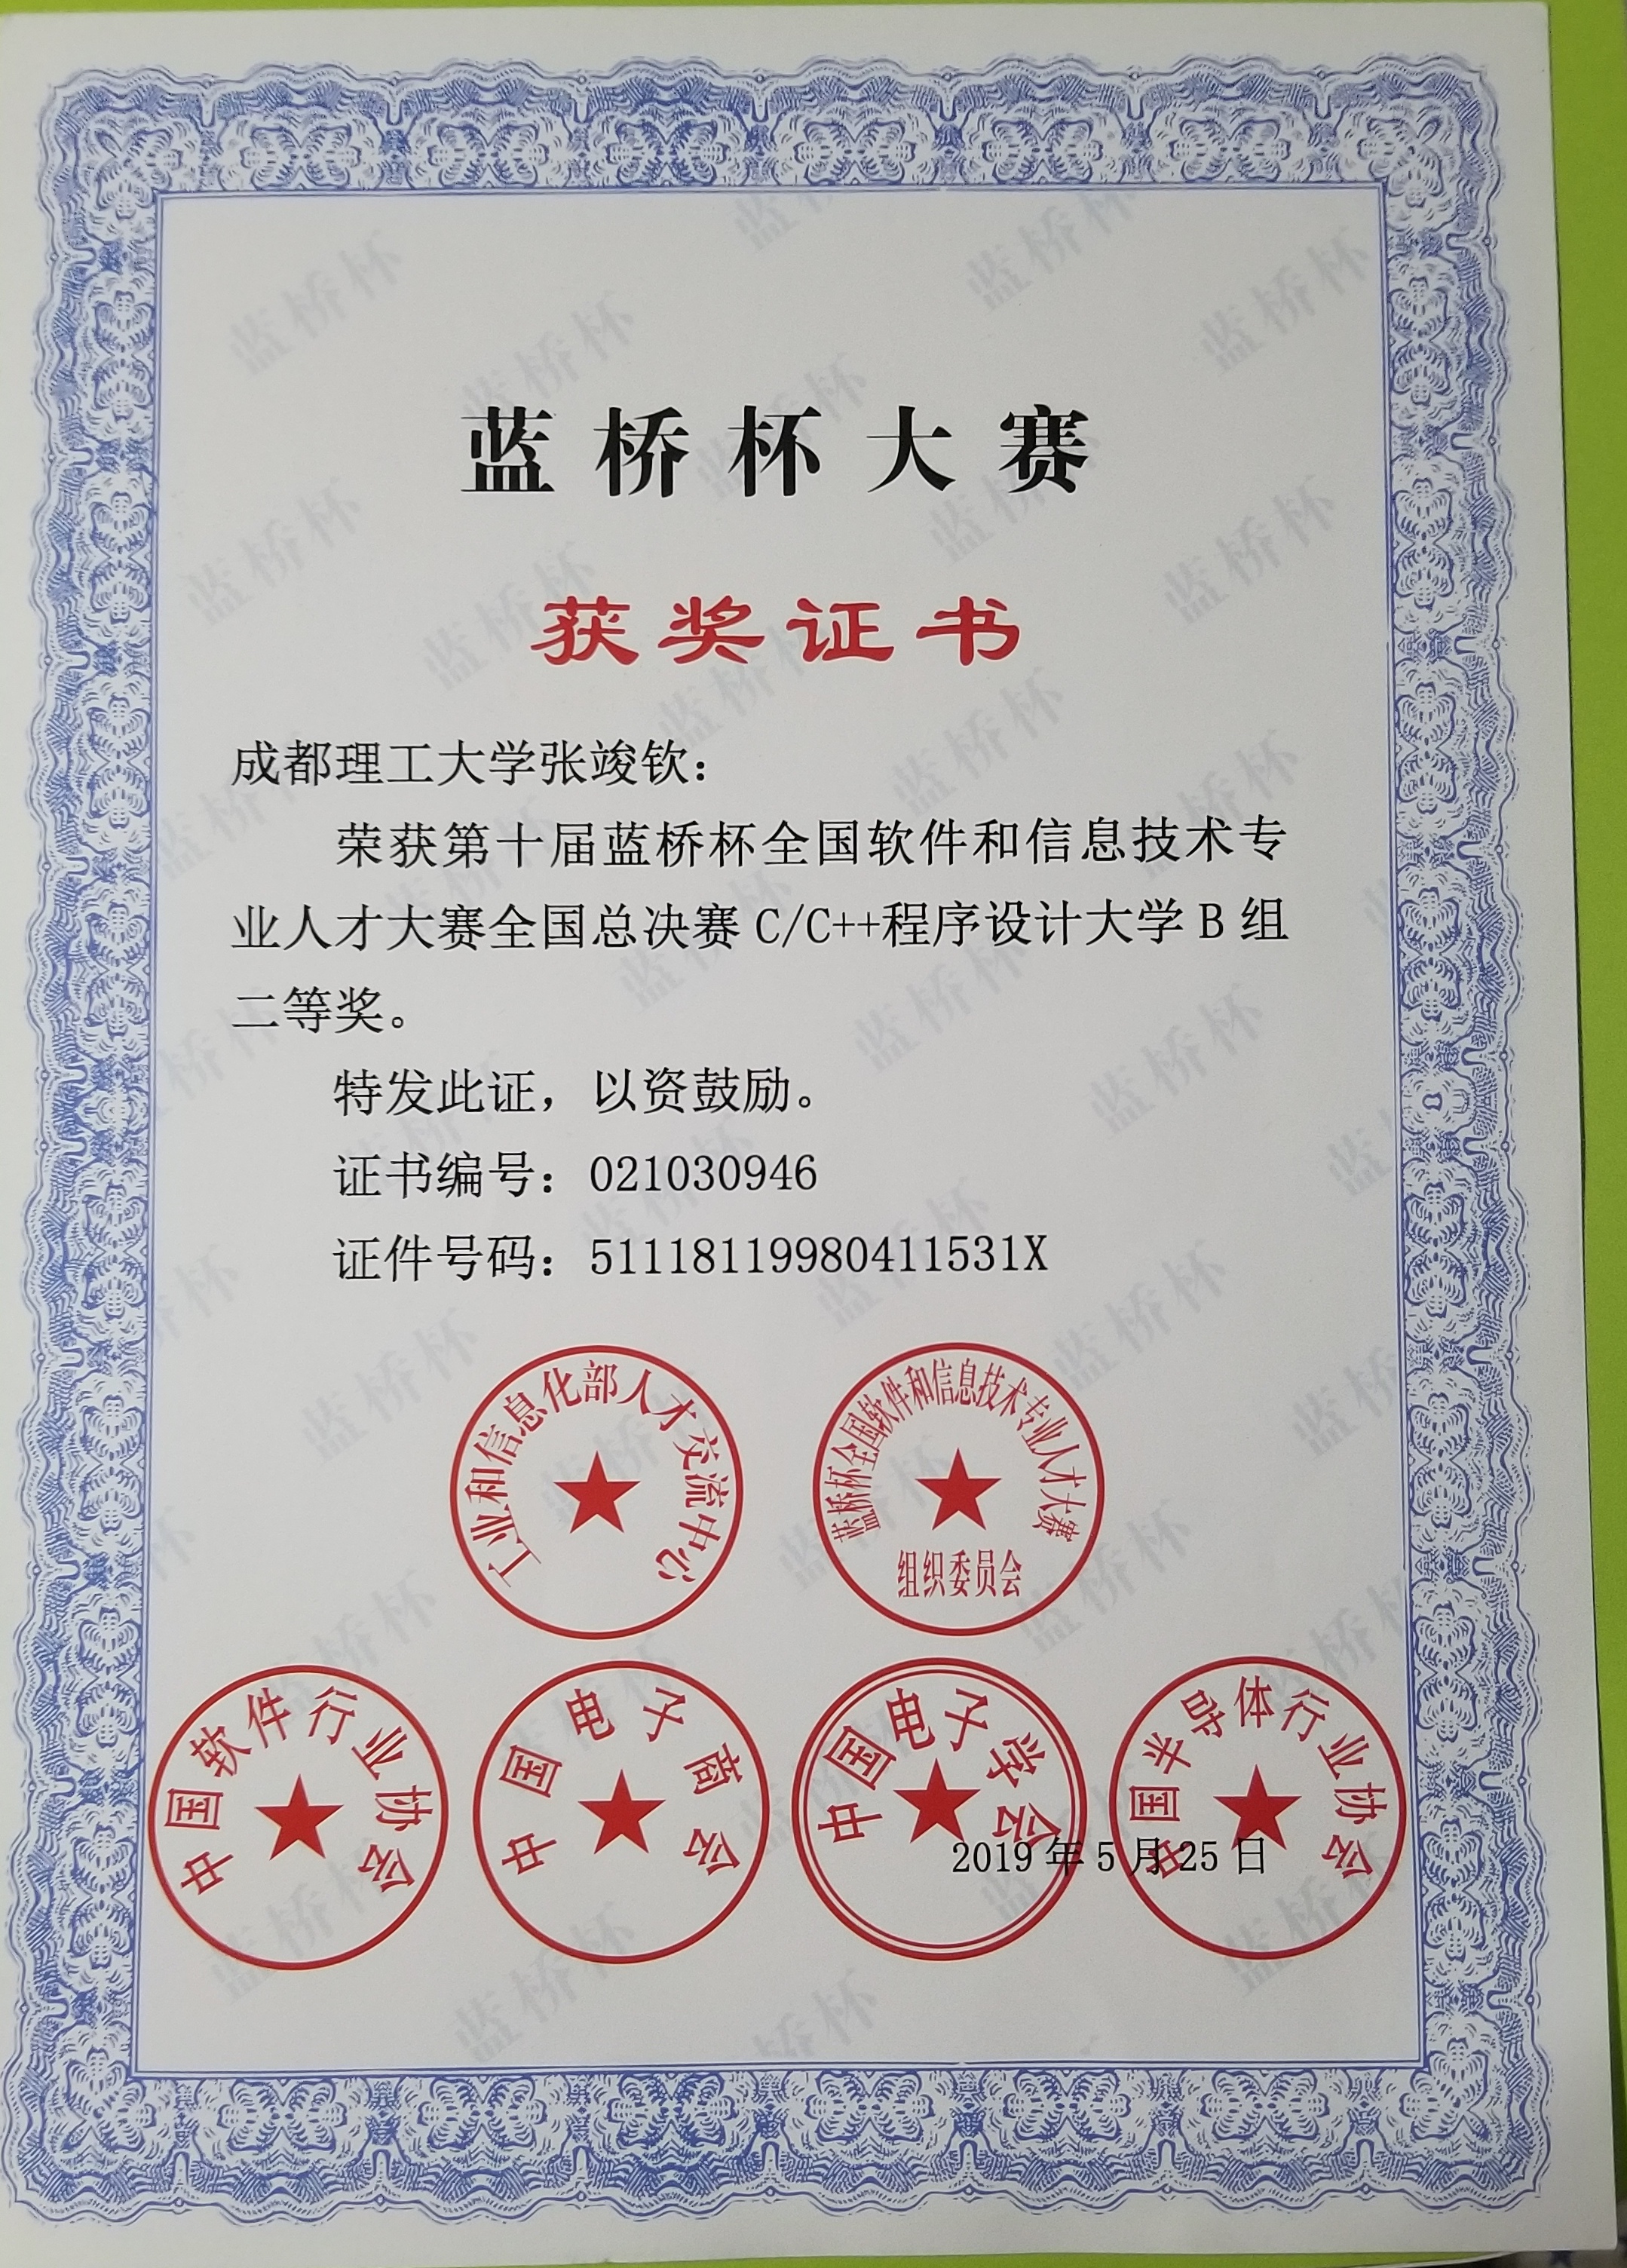 蓝桥杯大赛
获奖证书
成都理工大学张竣钦：
荣获第十届蓝桥杯全国软件和信息技术专
业人才大赛全国总决赛 C/C++程序设计大学 B 组
二等奖。
特发此证，以资鼓励。
证书编号：021030946
证件号码：51118119980411531X
工业和信息化部人才交流中心
蓝桥杯全国软件和信息技术专业人才大赛
组织委员会
中国软件行业协会
中国电子商会
中国电子学会
中国半导体行业协会
2019 年 5 月 25 日